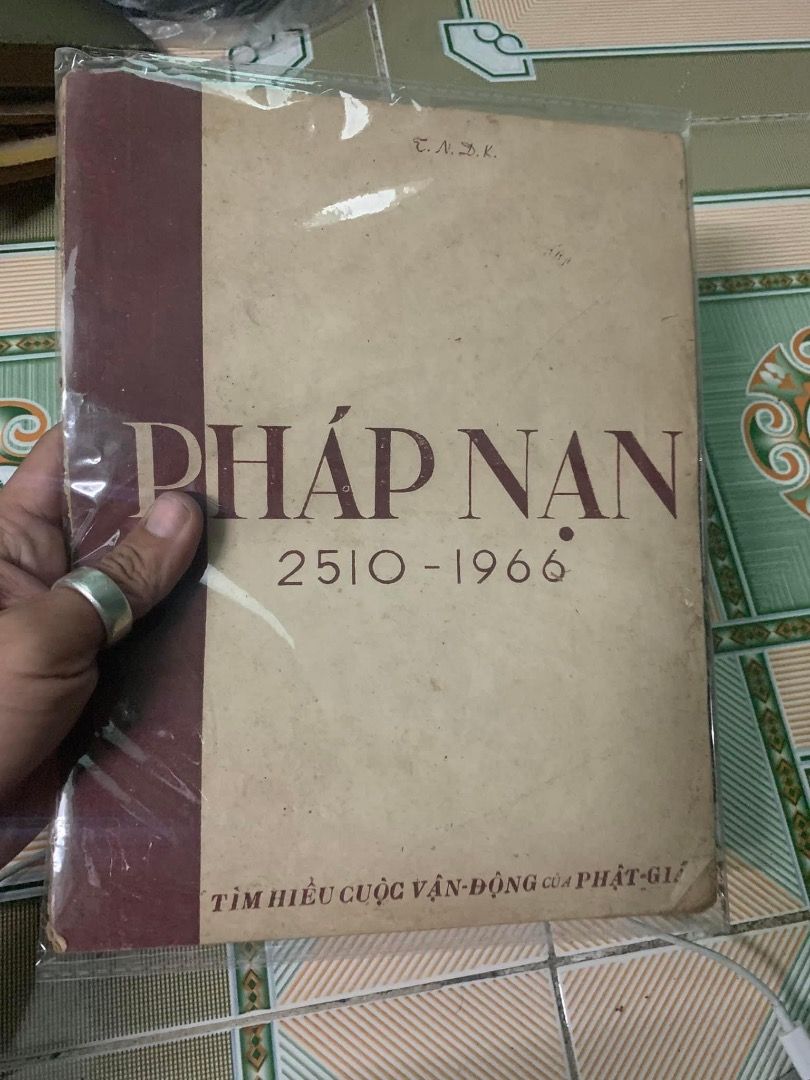 T. N. D. K.
PHÁP NẠN
2510 - 1966
TÌM HIỂU CUỘC VẬN-ĐỘNG CỦA PHẬT-GIÁ